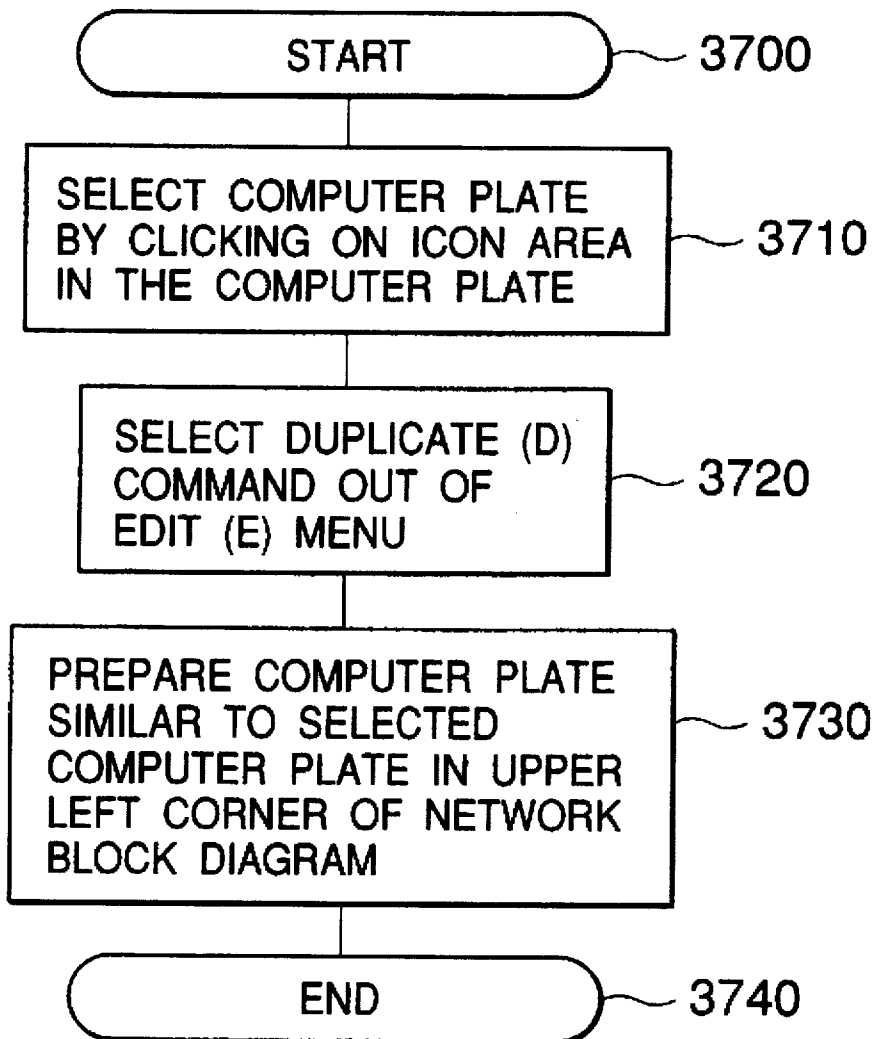 START
3700
SELECT COMPUTER PLATE
BY CLICKING ON ICON AREA
IN THE COMPUTER PLATE
3710
SELECT DUPLICATE (D)
COMMAND OUT OF
EDIT (E) MENU
3720
PREPARE COMPUTER PLATE
SIMILAR TO SELECTED
COMPUTER PLATE IN UPPER
LEFT CORNER OF NETWORK
BLOCK DIAGRAM
3730
END
3740